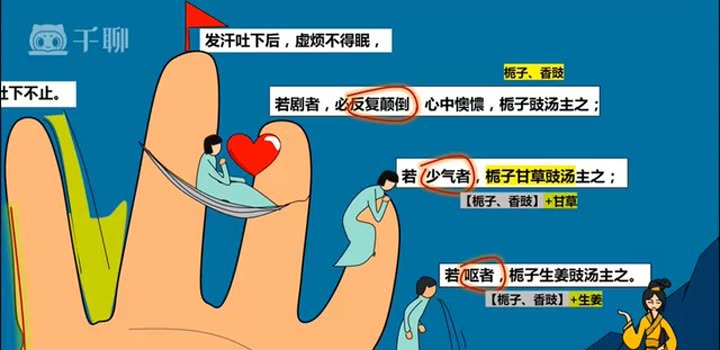 千聊
发汗吐下后，虚烦不得眠，
栀子、香豉
吐下不止。
若剧者，必反复颠倒，心中懊憹，栀子豉汤主之；
若 少气者，栀子甘草豉汤主之；
【栀子、香豉】+甘草
若呕者，栀子生姜豉汤主之。
【栀子、香豉】+生姜